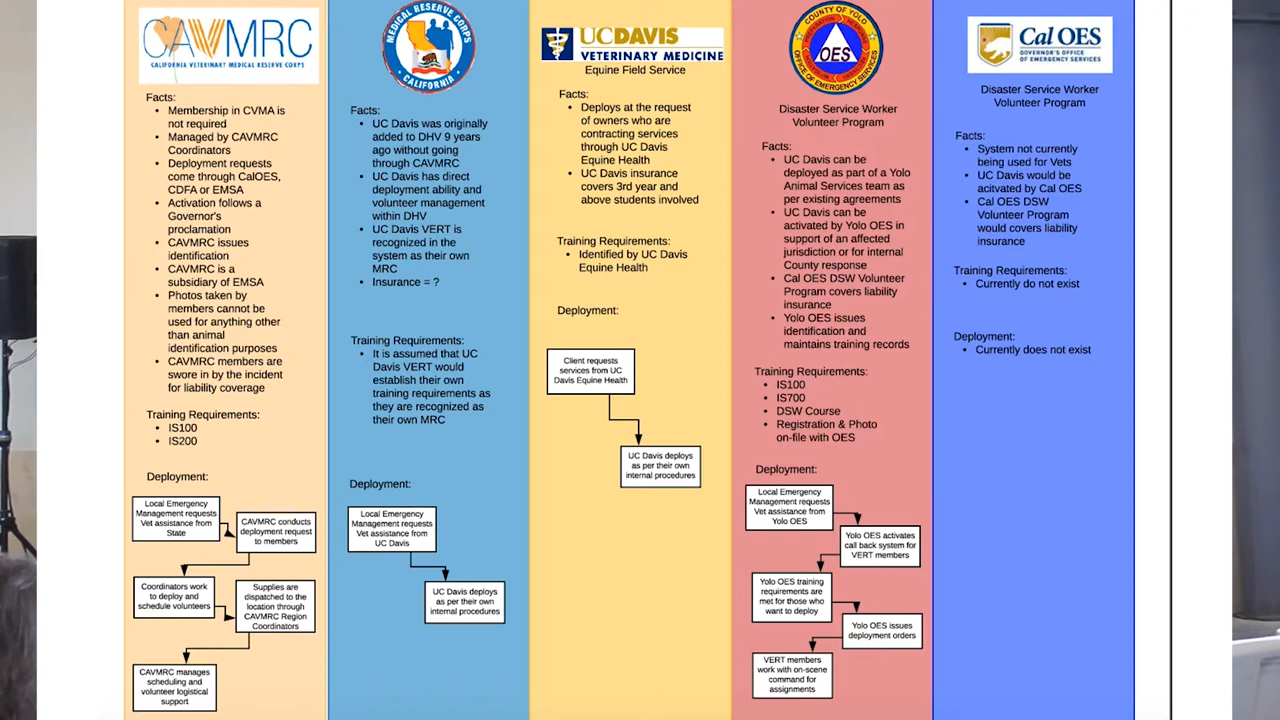 CAVMRC
CALIFORNIA VETERINARY MEDICAL RESERVE CORPS
Facts:
• Membership in CVMA is
not required
• Managed by CAVMRC
Coordinators
• Deployment requests
come through CalOES,
CDFA or EMSA
• Activation follows a
Governor's
proclamation
• CAVMRC issues
identification
• CAVMRC is a
subsidiary of EMSA
• Photos taken by
members cannot be
used for anything other
than animal
identification purposes
• CAVMRC members are
swore in by the incident
for liability coverage
Training Requirements:
• IS100
• IS200
Deployment:
Local Emergency
Management requests
Vet assistance from
State
CAVMRC conducts
deployment request
to members
Coordinators work
to deploy and
schedule volunteers
Supplies are
dispatched to the
location through
CAVMRC Region
Coordinators
CAVMRC manages
scheduling and
volunteer logistical
support
MEDICAL RESERVE CORPS
CALIFORNIA
Facts:
• UC Davis was originally
added to DHV 9 years
ago without going
through CAVMRC
• UC Davis has direct
deployment ability and
volunteer management
within DHV
• UC Davis VERT is
recognized in the
system as their own
MRC
• Insurance = ?
Training Requirements:
• It is assumed that UC
Davis VERT would
establish their own
training requirements as
they are recognized as
their own MRC
Deployment:
Local Emergency
Management requests
Vet assistance from
UC Davis
UC Davis deploys
as per their own
internal procedures
UCDAVIS
VETERINARY MEDICINE
Equine Field Service
Facts:
• Deploys at the request
of owners who are
contracting services
through UC Davis
Equine Health
• UC Davis insurance
covers 3rd year and
above students involved
Training Requirements:
• Identified by UC Davis
Equine Health
Deployment:
Client requests
services from UC
Davis Equine Health
UC Davis deploys
as per their own
internal procedures
COUNTY OF YOLO
OES
OFFICE OF EMERGENCY SERVICES
Disaster Service Worker
Volunteer Program
Facts:
• UC Davis can be
deployed as part of a Yolo
Animal Services team as
per existing agreements
• UC Davis can be
activated by Yolo OES in
support of an affected
jurisdiction or for internal
County response
• Cal OES DSW Volunteer
Program covers liability
insurance
• Yolo OES issues
identification and
maintains training records
Training Requirements:
• IS100
• IS700
• DSW Course
• Registration & Photo
on-file with OES
Deployment:
Local Emergency
Management requests
Vet assistance from
Yolo OES
Yolo OES activates
call back system for
VERT members
Yolo OES training
requirements are
met for those who
want to deploy
Yolo OES issues
deployment orders
VERT members
work with on-scene
command for
assignments
Cal OES
GOVERNOR'S OFFICE
OF EMERGENCY SERVICES
Disaster Service Worker
Volunteer Program
Facts:
• System not currently
being used for Vets
• UC Davis would be
acitvated by Cal OES
• Cal OES DSW
Volunteer Program
would covers liability
insurance
Training Requirements:
• Currently do not exist
Deployment:
• Currently does not exist